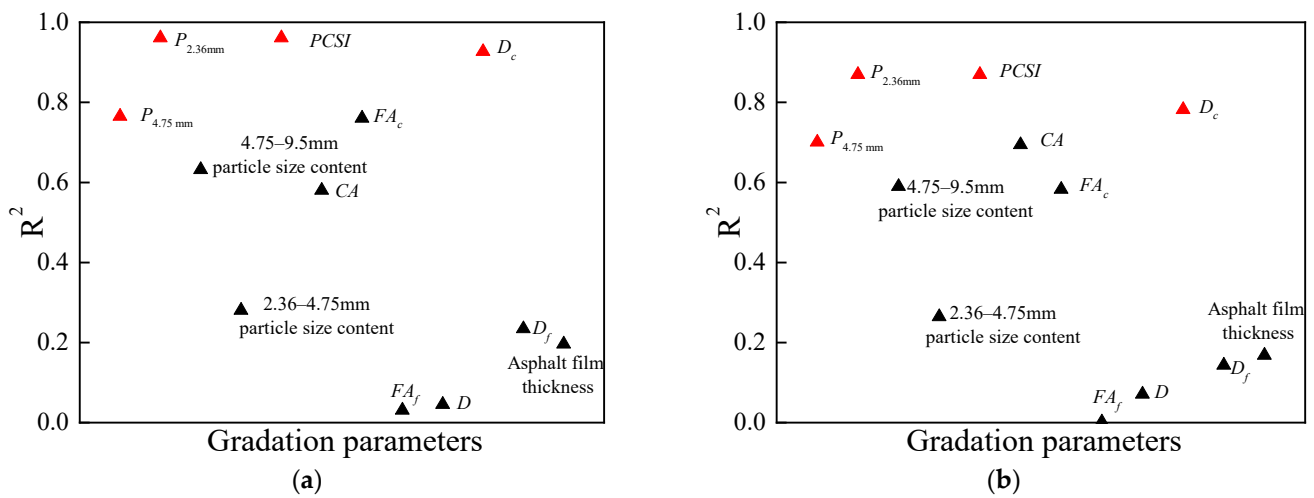 1.0
0.8
0.6
0.4
0.2
0.0
R²
P2.36mm
PCSI
Dc
P4.75 mm
FAc
4.75–9.5mm
particle size content
CA
2.36–4.75mm
particle size content
Df
Asphalt film
thickness
FAf
D
Gradation parameters
(a)
1.0
0.8
0.6
0.4
0.2
0.0
R²
P2.36mm
PCSI
Dc
P4.75 mm
CA
4.75–9.5mm
particle size content
FAc
2.36–4.75mm
particle size content
Asphalt film
thickness
Df
FAf
D
Gradation parameters
(b)